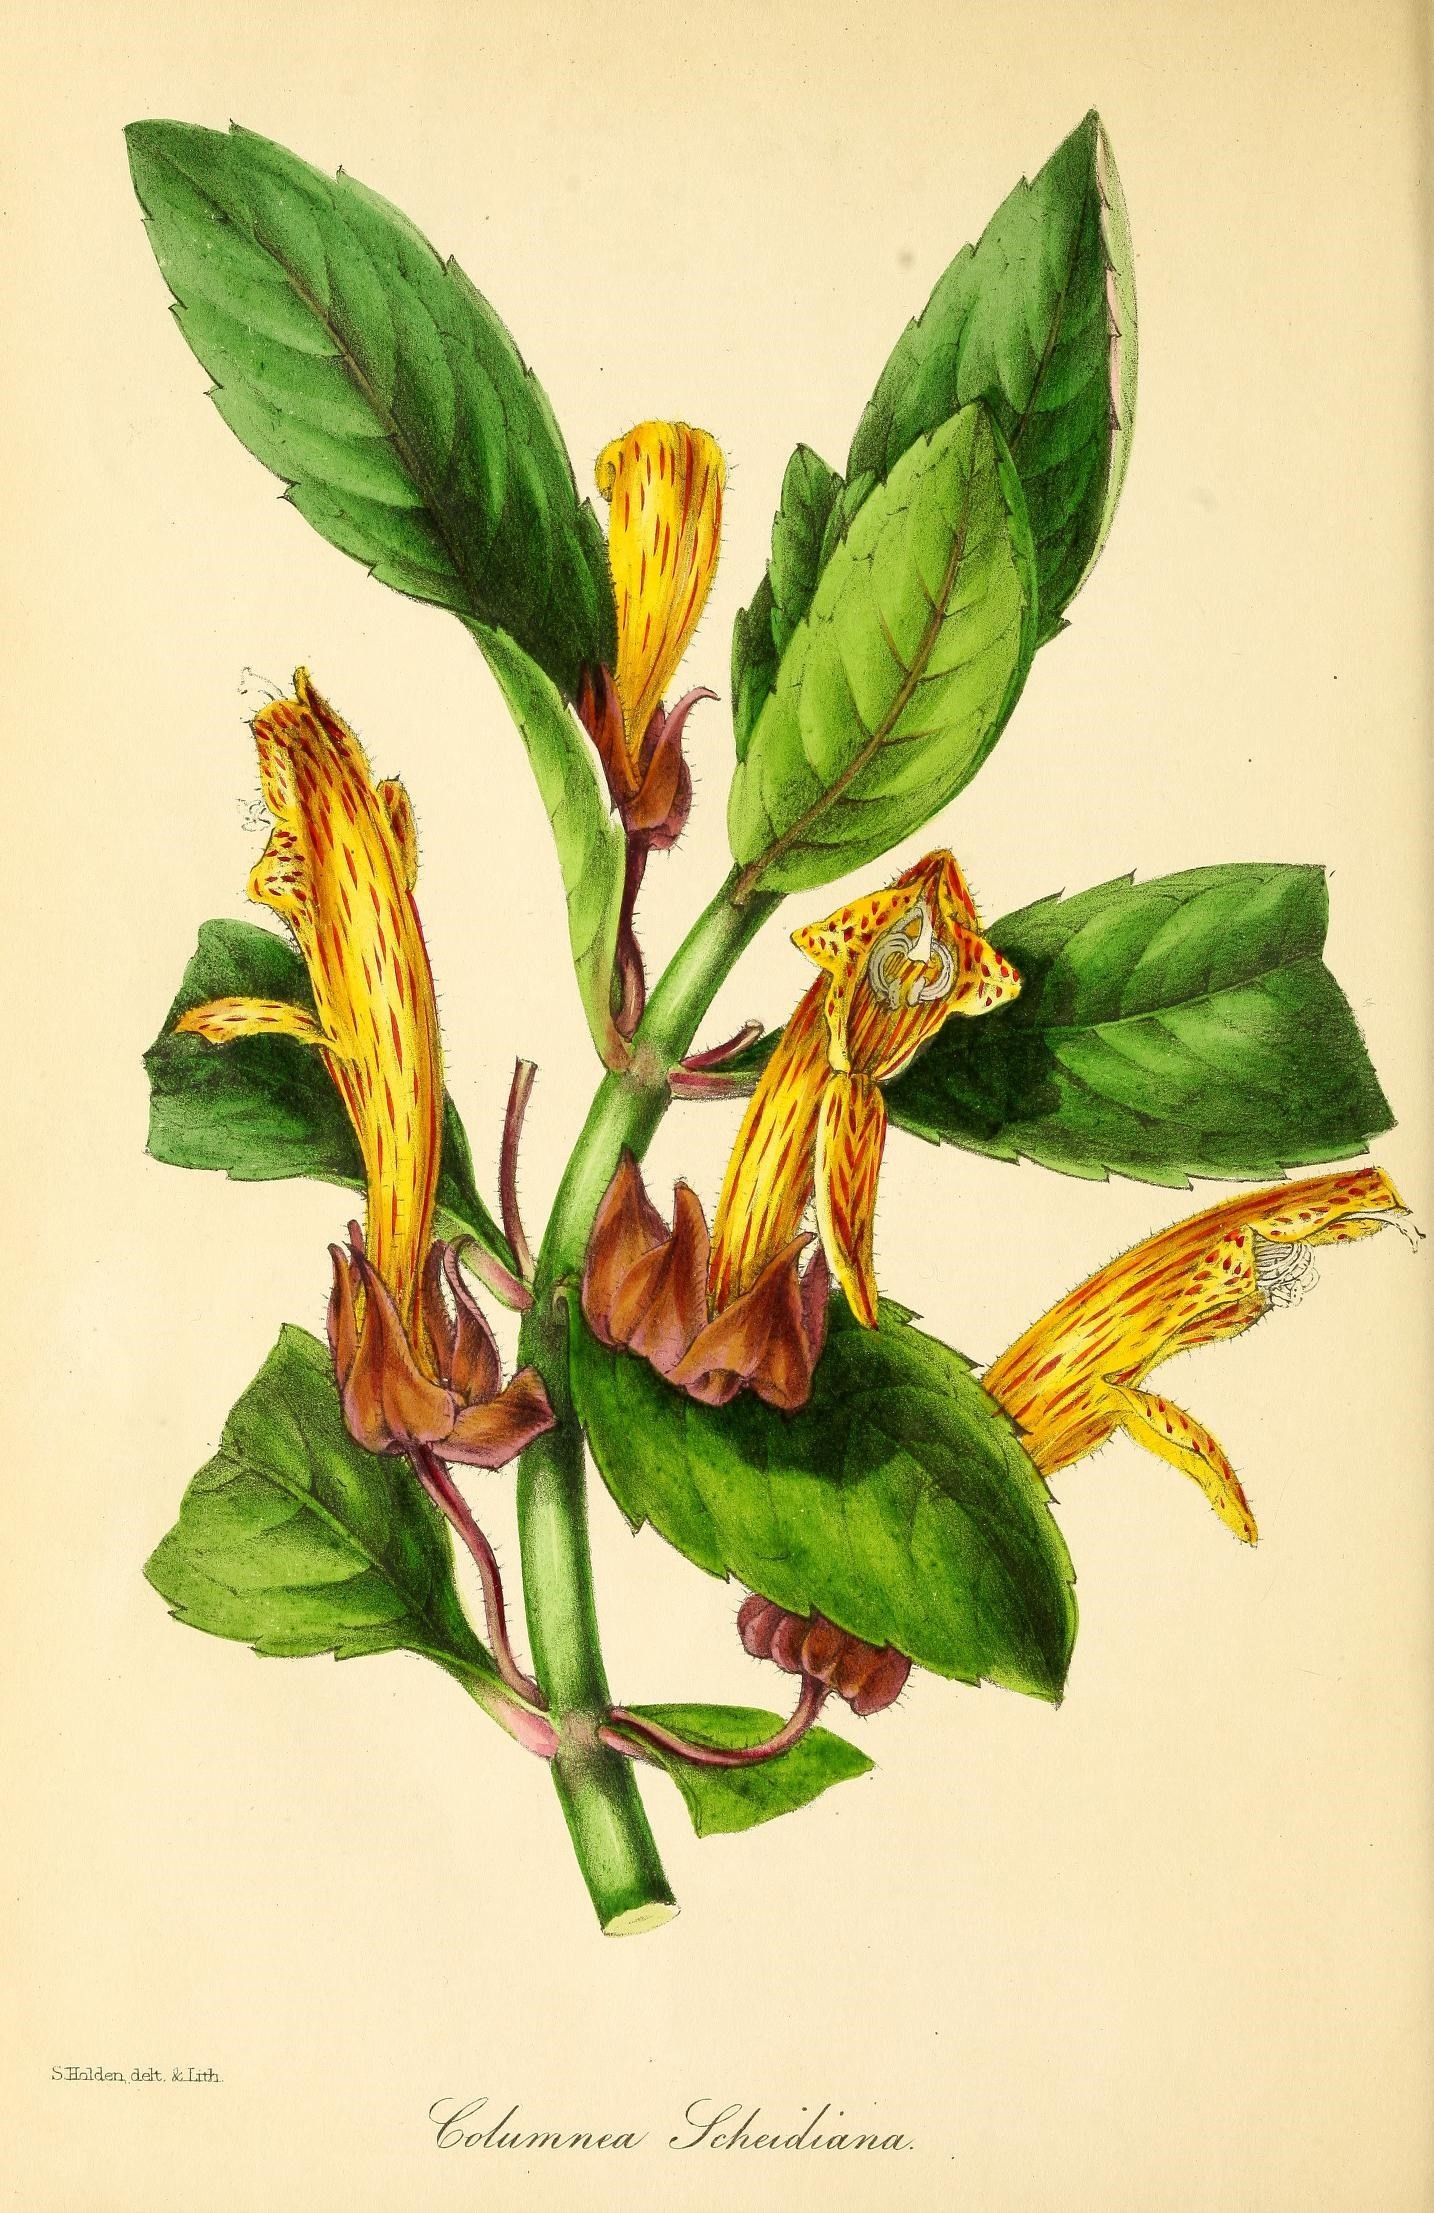 S.Holden, delt. & Lith.
Columnea Scheidiana.